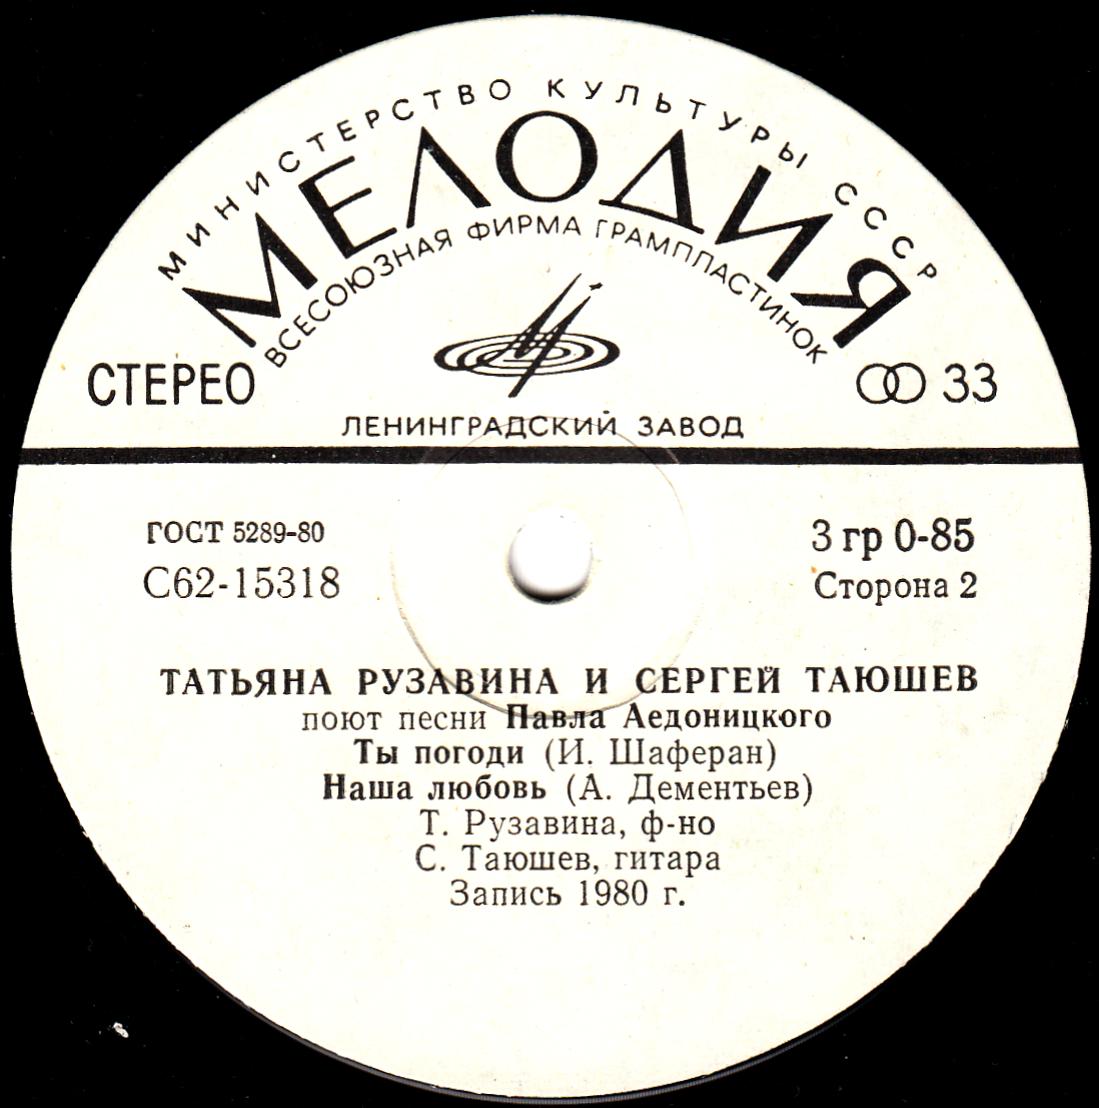 МИНИСТЕРСТВО КУЛЬТУРЫ СССР
МЕЛОДИЯ
ВСЕСОЮЗНАЯ ФИРМА ГРАМПЛАСТИНОК
СТЕРЕО
33
ЛЕНИНГРАДСКИЙ ЗАВОД
ГОСТ 5289-80
3 гр 0-85
С62-15318
Сторона 2
ТАТЬЯНА РУЗАВИНА И СЕРГЕЙ ТАЮШЕВ
поют песни Павла Аедоницкого
Ты погоди (И. Шаферан)
Наша любовь (А. Дементьев)
Т. Рузавина, ф-но
С. Таюшев, гитара
Запись 1980 г.